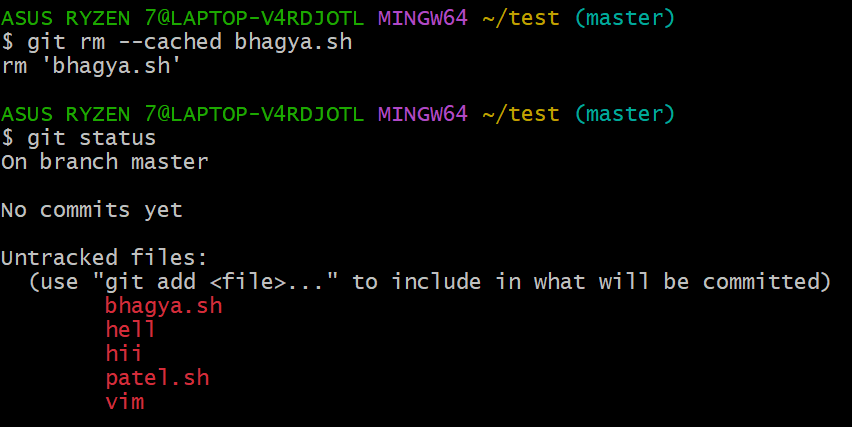 ASUS RYZEN 7@LAPTOP-V4RDJOTL MINGW64 ~/test (master)
$ git rm --cached bhagya.sh
rm 'bhagya.sh'
ASUS RYZEN 7@LAPTOP-V4RDJOTL MINGW64 ~/test (master)
$ git status
On branch master
No commits yet
Untracked files:
(use "git add <file>..." to include in what will be committed)
bhagya.sh
hell
hii
patel.sh
vim